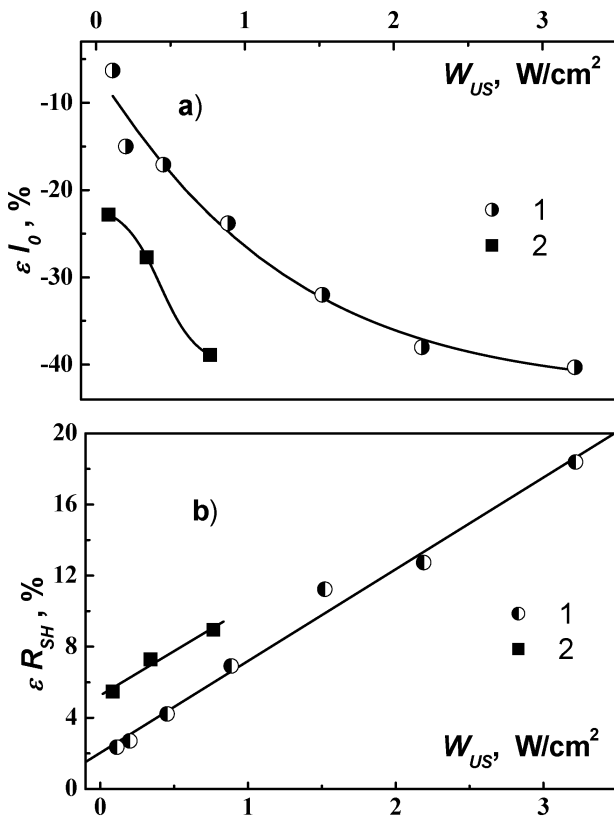 0 1 2 3
W_US, W/cm²
a)
-10
-20
-30
-40
ε I_0 , %
1
2
b)
20
16
12
8
4
0
ε R_SH , %
1
2
W_US, W/cm²
0 1 2 3